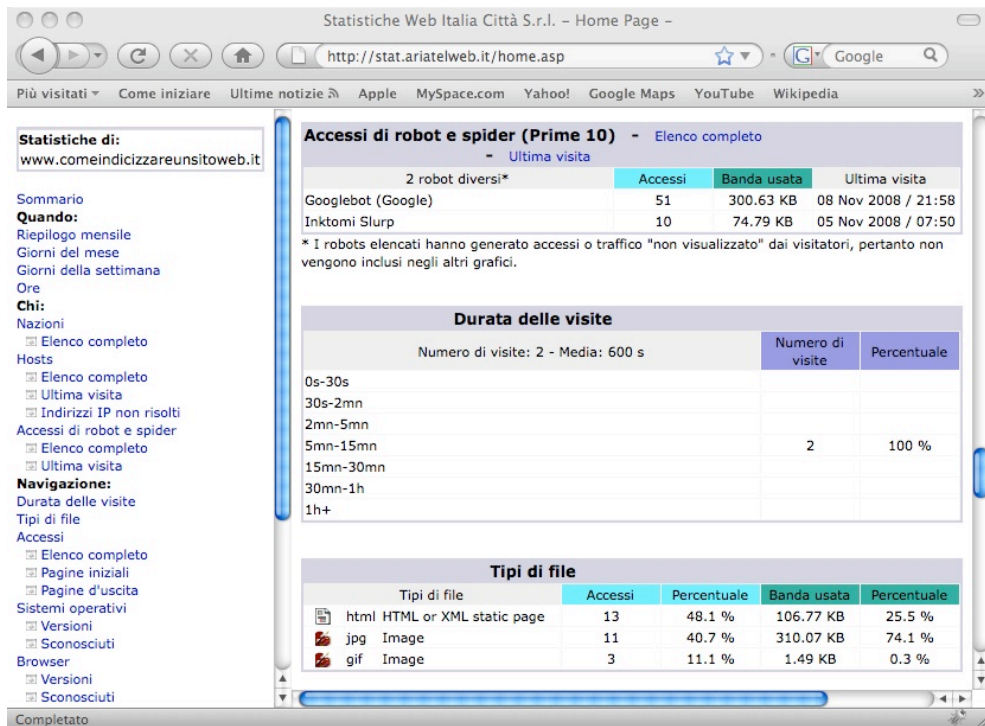 Statistiche Web Italia Città S.r.l. – Home Page –
http://stat.ariatelweb.it/home.asp
Google
Più visitati Come iniziare Ultime notizie Apple MySpace.com Yahoo! Google Maps YouTube Wikipedia »
Statistiche di:
www.comeindicizzareunsitoweb.it
Sommario
Quando:
Riepilogo mensile
Giorni del mese
Giorni della settimana
Ore
Chi:
Nazioni
Elenco completo
Hosts
Elenco completo
Ultima visita
Indirizzi IP non risolti
Accessi di robot e spider
Elenco completo
Ultima visita
Navigazione:
Durata delle visite
Tipi di file
Accessi
Elenco completo
Pagine iniziali
Pagine d'uscita
Sistemi operativi
Versioni
Sconosciuti
Browser
Versioni
Sconosciuti
Accessi di robot e spider (Prime 10) - Elenco completo
- Ultima visita
2 robot diversi* Accessi Banda usata Ultima visita
Googlebot (Google) 51 300.63 KB 08 Nov 2008 / 21:58
Inktomi Slurp 10 74.79 KB 05 Nov 2008 / 07:50
* I robots elencati hanno generato accessi o traffico "non visualizzato" dai visitatori, pertanto non
vengono inclusi negli altri grafici.
Durata delle visite
Numero di visite: 2 - Media: 600 s Numero di visite Percentuale
0s-30s
30s-2mn
2mn-5mn
5mn-15mn 2 100 %
15mn-30mn
30mn-1h
1h+
Tipi di file
Tipi di file Accessi Percentuale Banda usata Percentuale
html HTML or XML static page 13 48.1 % 106.77 KB 25.5 %
jpg Image 11 40.7 % 310.07 KB 74.1 %
gif Image 3 11.1 % 1.49 KB 0.3 %
Completato